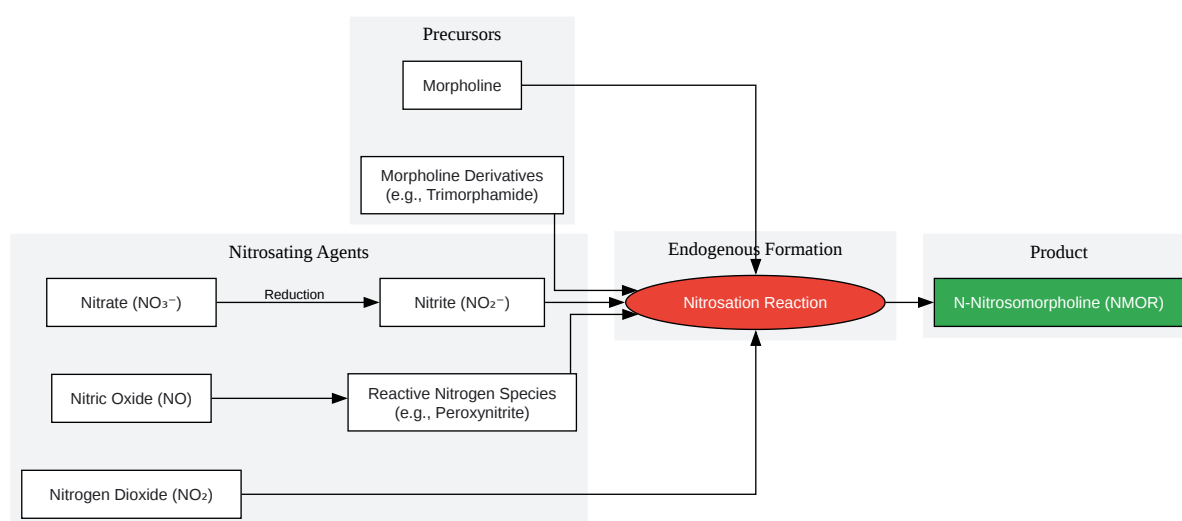 Precursors
Morpholine
Morpholine Derivatives
(e.g., Trimorphamide)
Nitrosating Agents
Nitrate (NO₃⁻)
Reduction
Nitrite (NO₂⁻)
Nitric Oxide (NO)
Reactive Nitrogen Species
(e.g., Peroxynitrite)
Nitrogen Dioxide (NO₂)
Endogenous Formation
Nitrosation Reaction
Product
N-Nitrosomorpholine (NMOR)